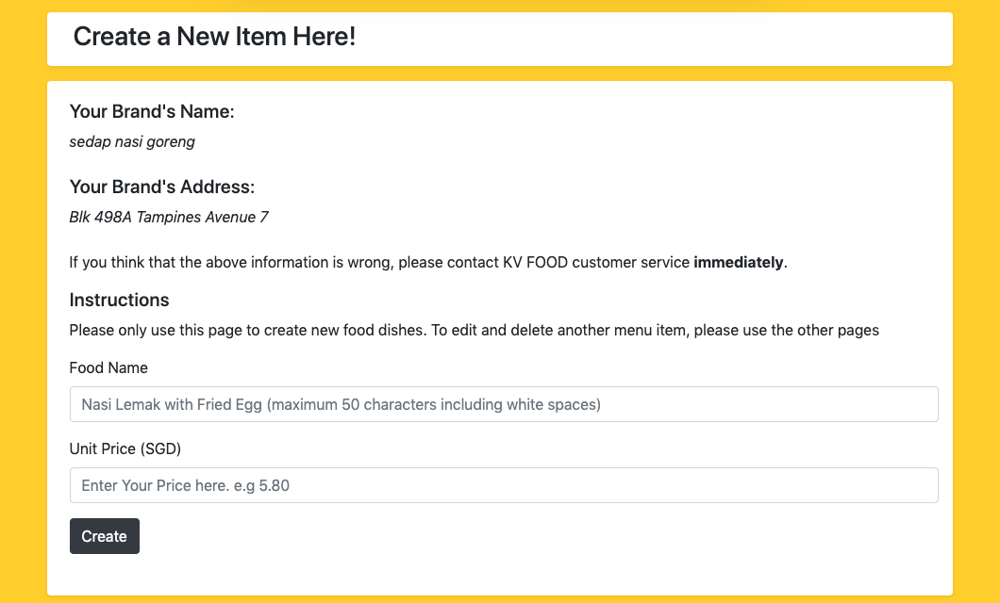 Create a New Item Here!
Your Brand's Name:
sedap nasi goreng
Your Brand's Address:
Blk 498A Tampines Avenue 7
If you think that the above information is wrong, please contact KV FOOD customer service immediately.
Instructions
Please only use this page to create new food dishes. To edit and delete another menu item, please use the other pages
Food Name
Nasi Lemak with Fried Egg (maximum 50 characters including white spaces)
Unit Price (SGD)
Enter Your Price here. e.g 5.80
Create